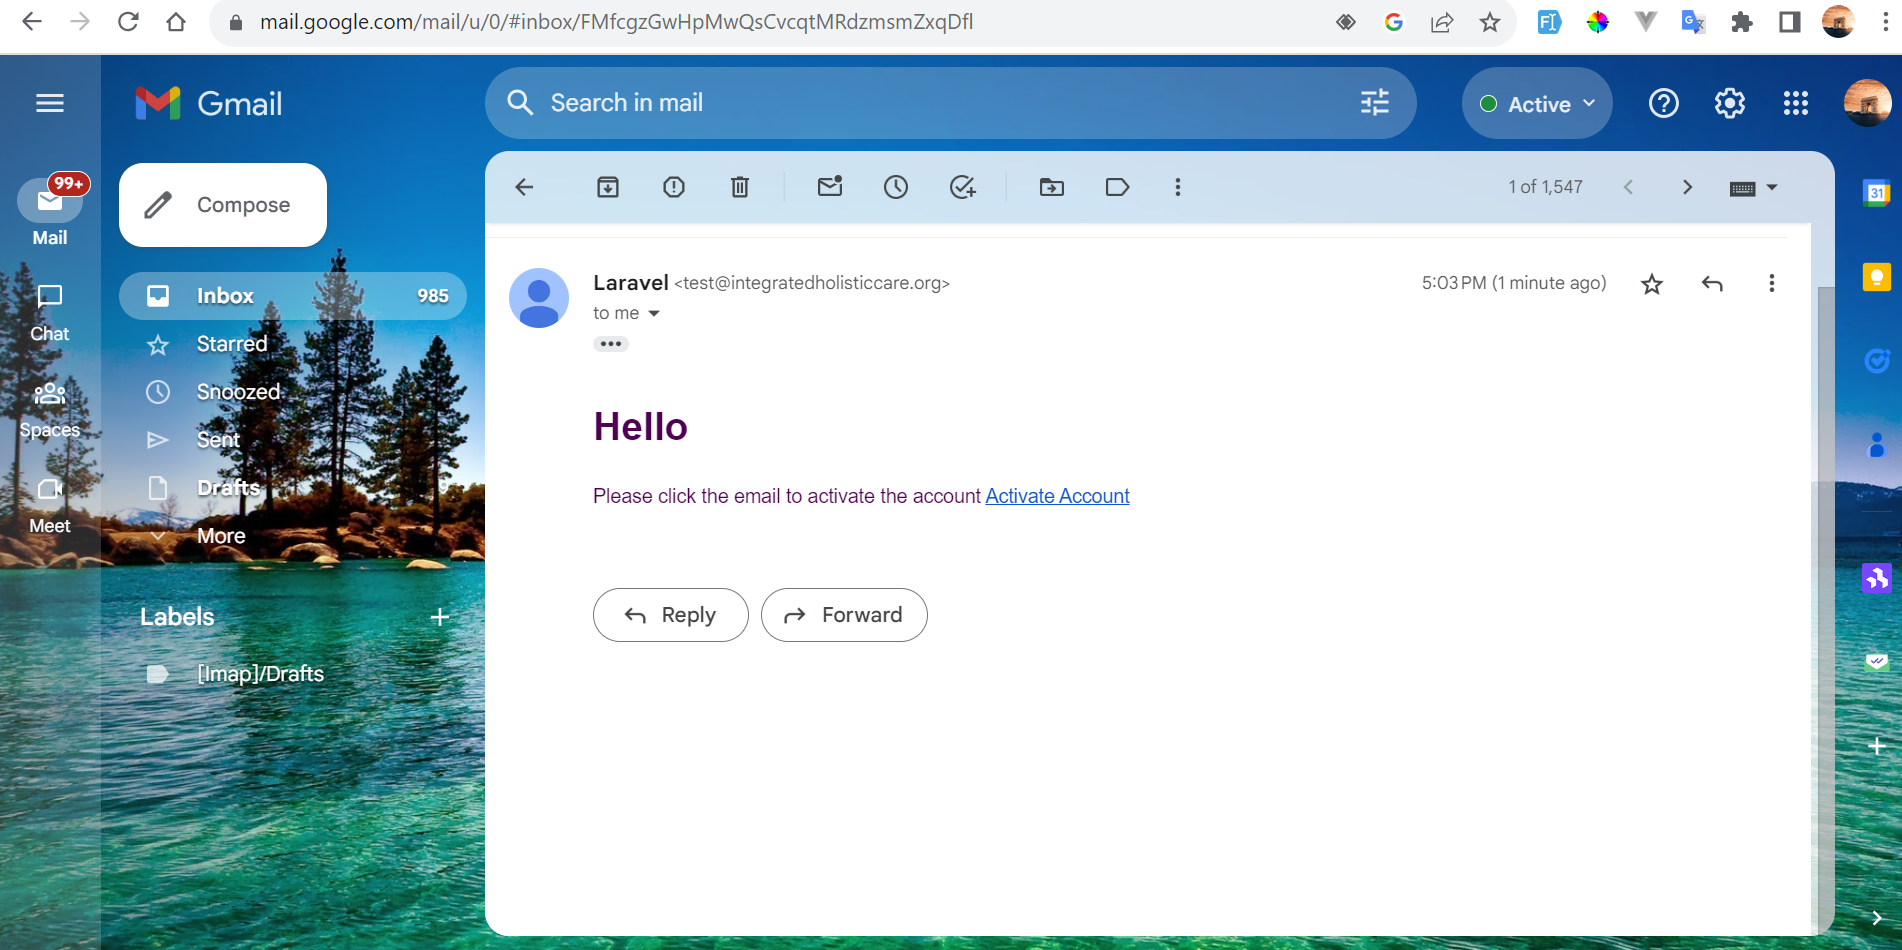 mail.google.com/mail/u/0/#inbox/FMfcgzGwHpMwQsCvcqtMRdzmsmZxqDfl
Gmail
Search in mail
Active
99+
Mail
Chat
Spaces
Meet
Compose
Inbox 985
Starred
Snoozed
Sent
Drafts 9
More
Labels
[Imap]/Drafts
1 of 1,547
Laravel <test@integratedholisticcare.org>
5:03 PM (1 minute ago)
to me
Hello
Please click the email to activate the account Activate Account
Reply
Forward
31